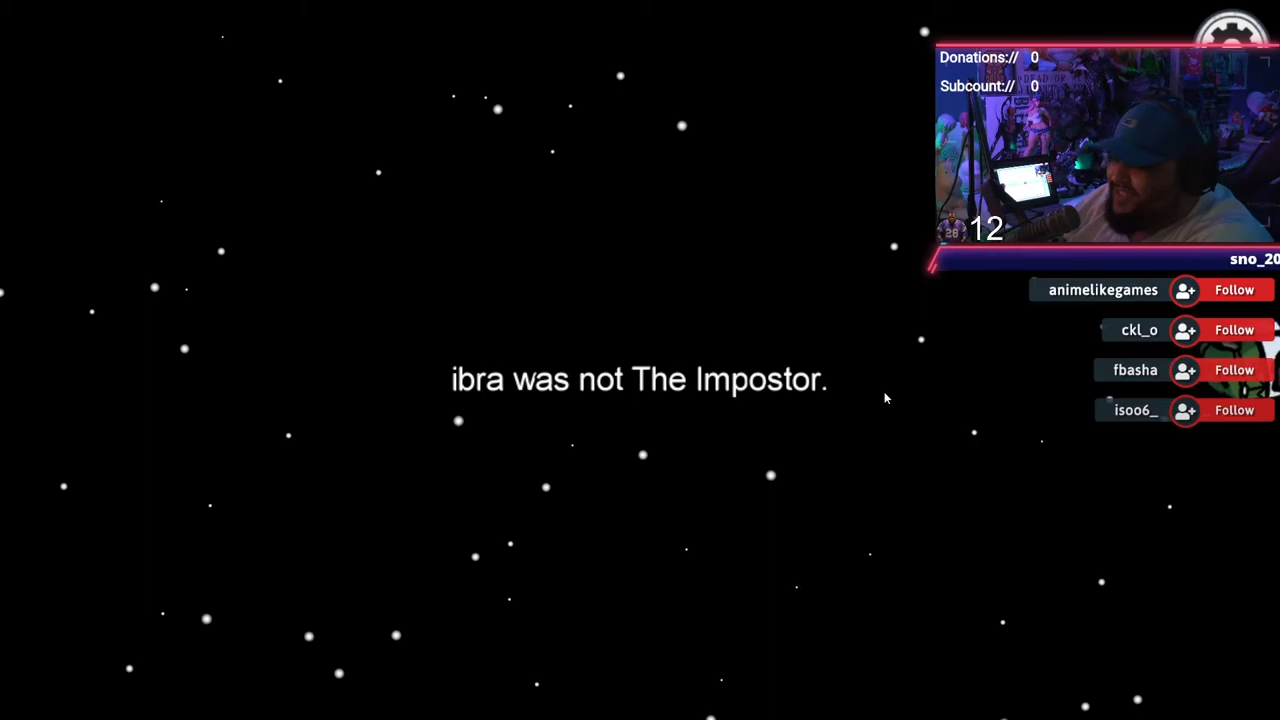 Donations:// 0
Subcount:// 0
28
12
sno_20
animelikegames Follow
ckl_o Follow
fbasha Follow
isoo6_ Follow
ibra was not The Impostor.